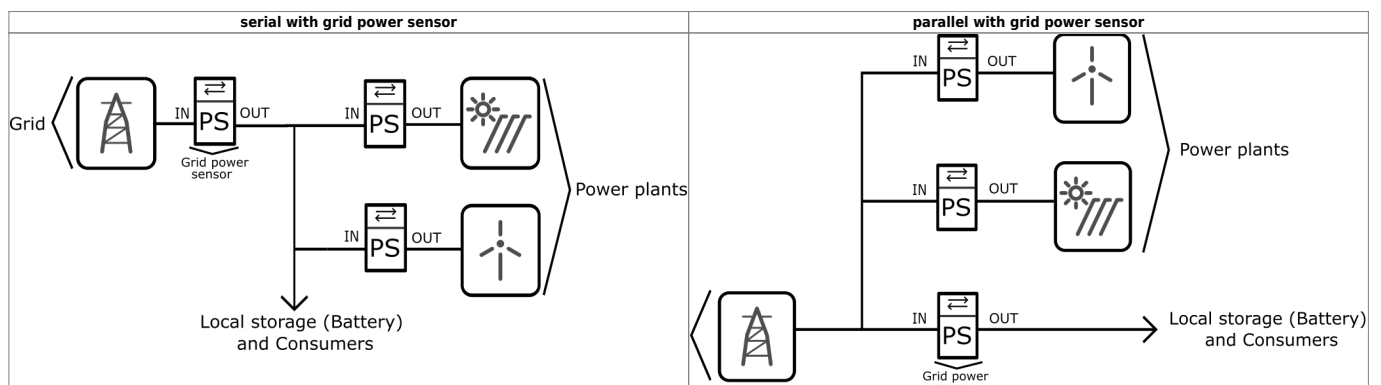 serial with grid power sensor
Grid
IN
PS
OUT
Grid power
sensor
IN
PS
OUT
IN
PS
OUT
Power plants
Local storage (Battery)
and Consumers
parallel with grid power sensor
IN
PS
OUT
IN
PS
OUT
Power plants
IN
PS
OUT
Grid power
Local storage (Battery)
and Consumers